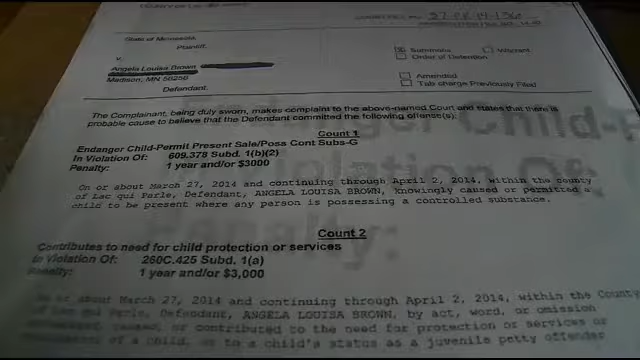 State of Minnesota,
Plaintiff,
v.
Summons
Warrant
Order of Detention
Angela Louisa Brown
Madison, MN 56256
Defendant.
Amended
Tab charge Previously Filed
The Complainant, being duly sworn, makes complaint to the above-named Court and states that there is
probable cause to believe that the Defendant committed the following offense(s):
Count 1
Endanger Child-Permit Present Sale/Poss Cont Subs-G
In Violation Of: 609.378 Subd. 1(b)(2)
Penalty: 1 year and/or $3000
On or about March 27, 2014 and continuing through April 2, 2014, within the county
of Lac qui Parle, Defendant, ANGELA LOUISA BROWN, knowingly caused or permitted a
child to be present where any person is possessing a controlled substance.
Count 2
Contributes to need for child protection or services
In Violation Of: 260C.425 Subd. 1(a)
Penalty: 1 year and/or $3,000
or about March 27, 2014 and continuing through April 2, 2014, within the County
of Lac qui Parle, Defendant, ANGELA LOUISA BROWN, by act, word, or omission
caused, or contributed to the need for protection or services or
of a child, or to a child's status as a juvenile petty offender
Endanger Child-
Violation Of:
Penalty: